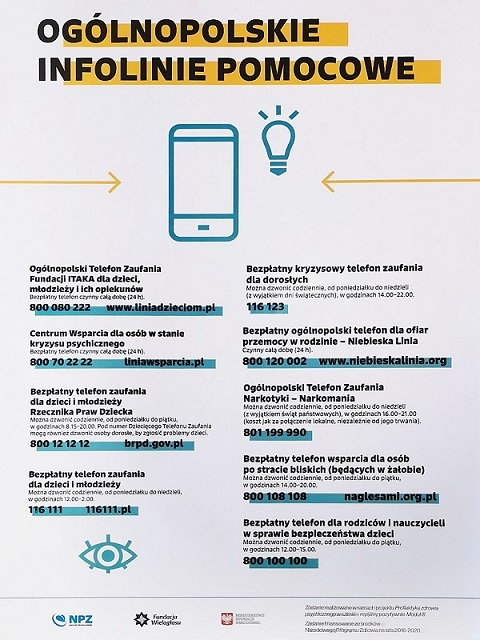 OGÓLNOPOLSKIE
INFOLINIE POMOCOWE
Ogólnopolski Telefon Zaufania
Fundacji ITAKA dla dzieci,
młodzieży i ich opiekunów
Bezpłatny telefon czynny całą dobę (24 h).
800 080 222 www.liniadzieciom.pl
Centrum Wsparcia dla osób w stanie
kryzysu psychicznego
Bezpłatny telefon czynny całą dobę (24 h).
800 70 22 22 liniawsparcia.pl
Bezpłatny telefon zaufania
dla dzieci i młodzieży
Rzecznika Praw Dziecka
Można dzwonić codziennie, od poniedziałku do piątku,
w godzinach 8.15–20.00. Pod numer Dziecięcego Telefonu Zaufania
mogą również dzwonić osoby dorosłe, by zgłosić problemy dzieci.
800 12 12 12 brpd.gov.pl
Bezpłatny telefon zaufania
dla dzieci i młodzieży
Można dzwonić codziennie, od poniedziałku do niedzieli,
w godzinach 12.00–2.00.
116 111 116111.pl
Bezpłatny kryzysowy telefon zaufania
dla dorosłych
Można dzwonić codziennie, od poniedziałku do niedzieli
(z wyjątkiem dni świątecznych), w godzinach 14.00–22.00.
116 123
Bezpłatny ogólnopolski telefon dla ofiar
przemocy w rodzinie – Niebieska Linia
Czynny całą dobę (24 h).
800 120 002 www.niebieskalinia.org
Ogólnopolski Telefon Zaufania
Narkotyki – Narkomania
Można dzwonić codziennie, od poniedziałku do niedzieli
(z wyjątkiem świąt państwowych), w godzinach 16.00–21.00
(koszt jak za połączenie lokalne, niezależnie od jego trwania).
801 199 990
Bezpłatny telefon wsparcia dla osób
po stracie bliskich (będących w żałobie)
Można dzwonić codziennie, od poniedziałku do piątku,
w godzinach 14.00–20.00.
800 108 108 naglesami.org.pl
Bezpłatny telefon dla rodziców i nauczycieli
w sprawie bezpieczeństwa dzieci
Można dzwonić codziennie, od poniedziałku do piątku,
w godzinach 12.00–15.00.
800 100 100
NPZ
Fundacja
Wielogłosu